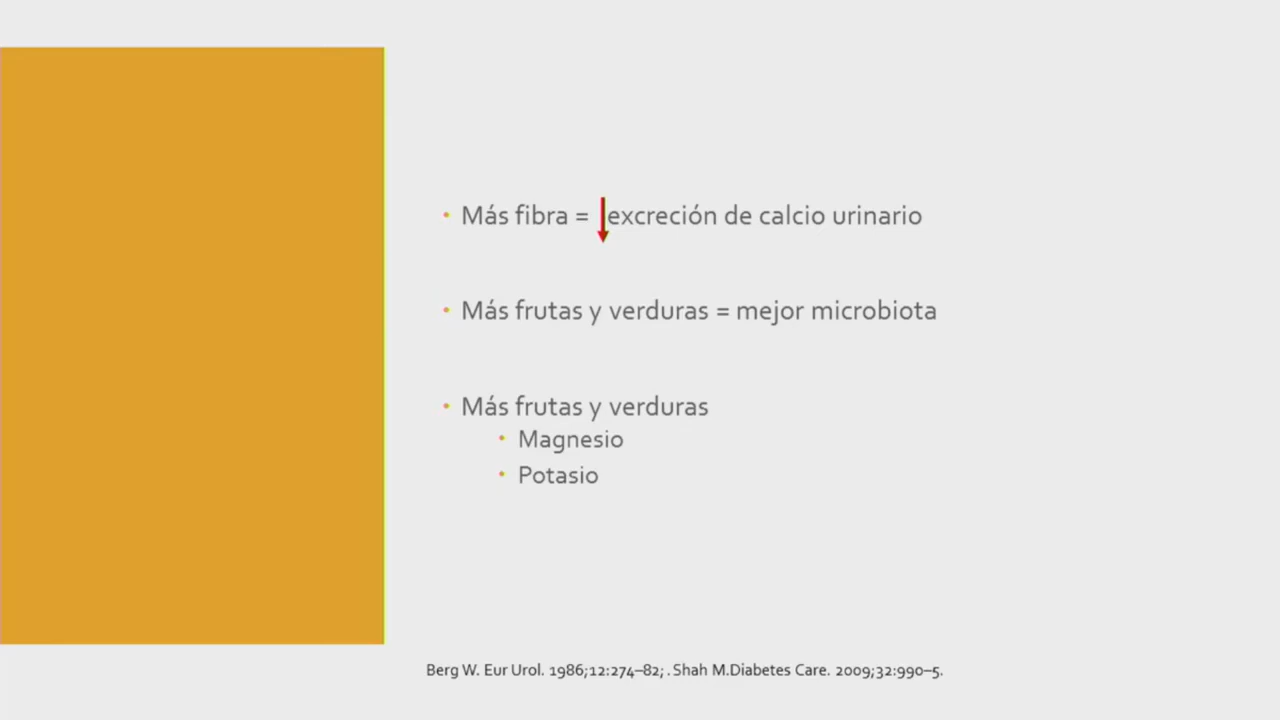 • Más fibra = ↓excreción de calcio urinario
• Más frutas y verduras = mejor microbiota
• Más frutas y verduras
• Magnesio
• Potasio
Berg W. Eur Urol. 1986;12:274–82; . Shah M.Diabetes Care. 2009;32:990–5.